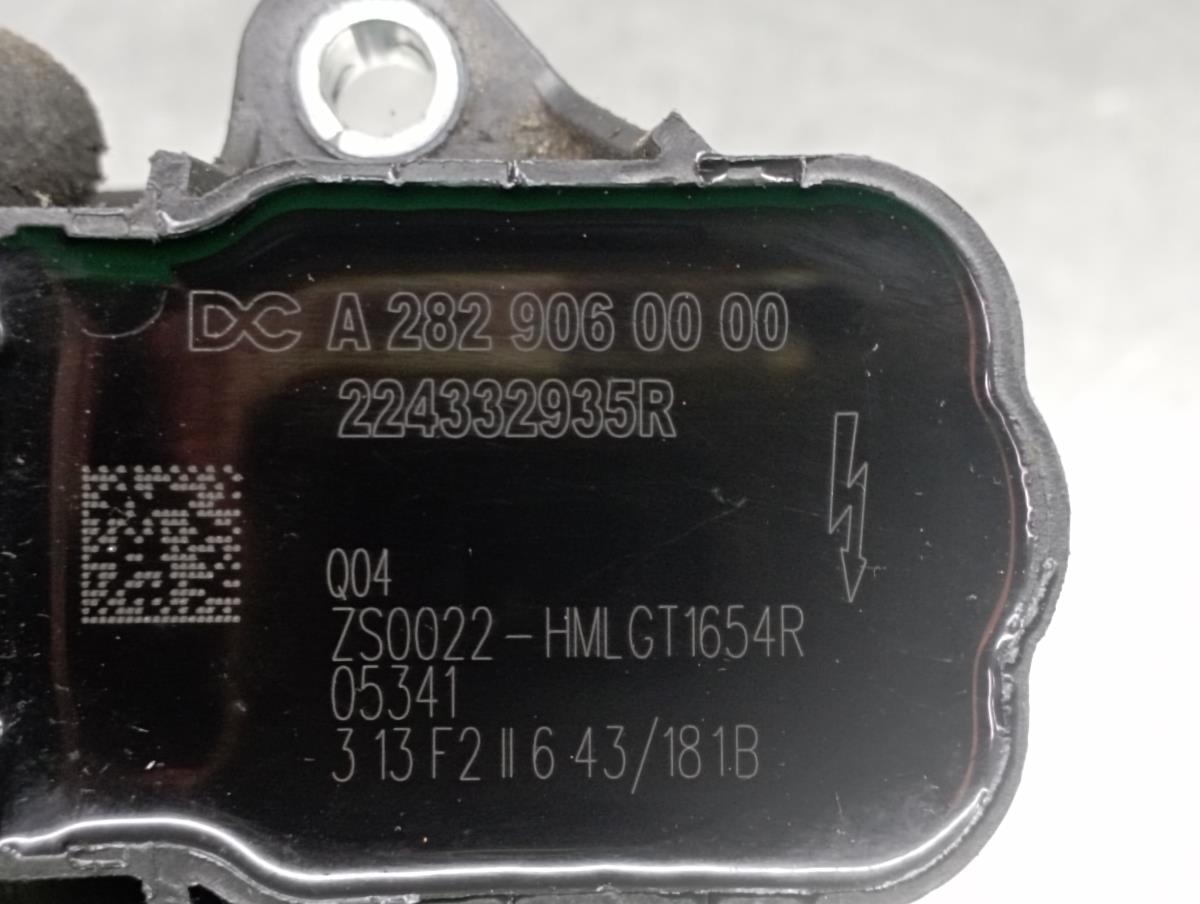 DC A 282 906 00 00
224332935R
Q04
ZS0022-HMLGT1654R
05341
3 13 F2 II 6 43/181B